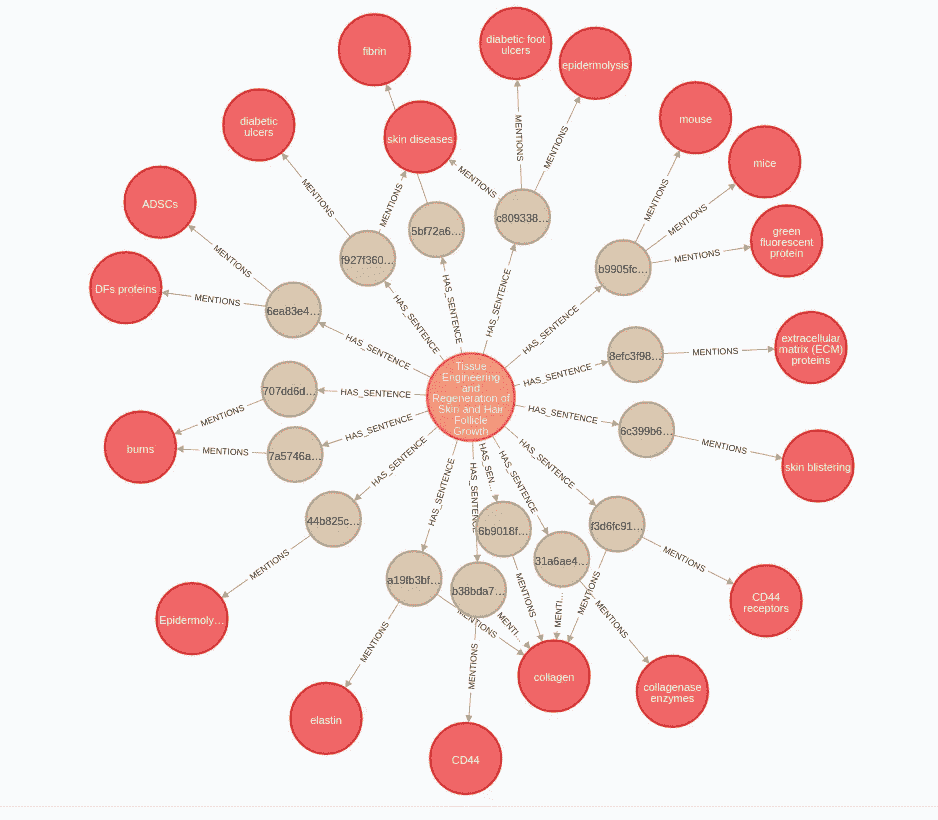 fibrin
diabetic foot
ulcers
epidermolysis
diabetic
ulcers
skin diseases
mouse
mice
MENTIONS
MENTIONS
MENTIONS
MENTIONS
MENTIONS
MENTIONS
MENTIONS
ADSCs
5bf72a6...
c809338...
green
fluorescent
protein
MENTIONS
f927f360...
b9905fc...
MENTIONS
DFs proteins
MENTIONS
6ea83e4...
HAS_SENTENCE
HAS_SENTENCE
HAS_SENTENCE
HAS_SENTENCE
HAS_SENTENCE
8efc3f98...
MENTIONS
extracellular
matrix (ECM)
proteins
HAS_SENTENCE
Tissue
Engineering
and
Regeneration of
Skin and Hair
Follicle
Growth
707dd6d...
HAS_SENTENCE
MENTIONS
HAS_SENTENCE
6c399b6...
MENTIONS
skin blistering
burns
MENTIONS
7a5746a...
HAS_SENTENCE
HAS_SENTENCE
HAS_SENTENCE
HAS_SENTENCE
HAS_SEN...
HAS_SENTENCE
HAS_SENTENCE
44b825c...
6b9018f...
f3d6fc91...
MENTIONS
31a6ae4...
MENTIONS
a19fb3bf...
b38bda7...
CD44
receptors
Epidermoly...
MENTIONS
MENTIONS
MENTI...
MENTI...
MENTIONS
MENTIONS
MENTIONS
MENTIONS
collagen
collagenase
enzymes
elastin
CD44